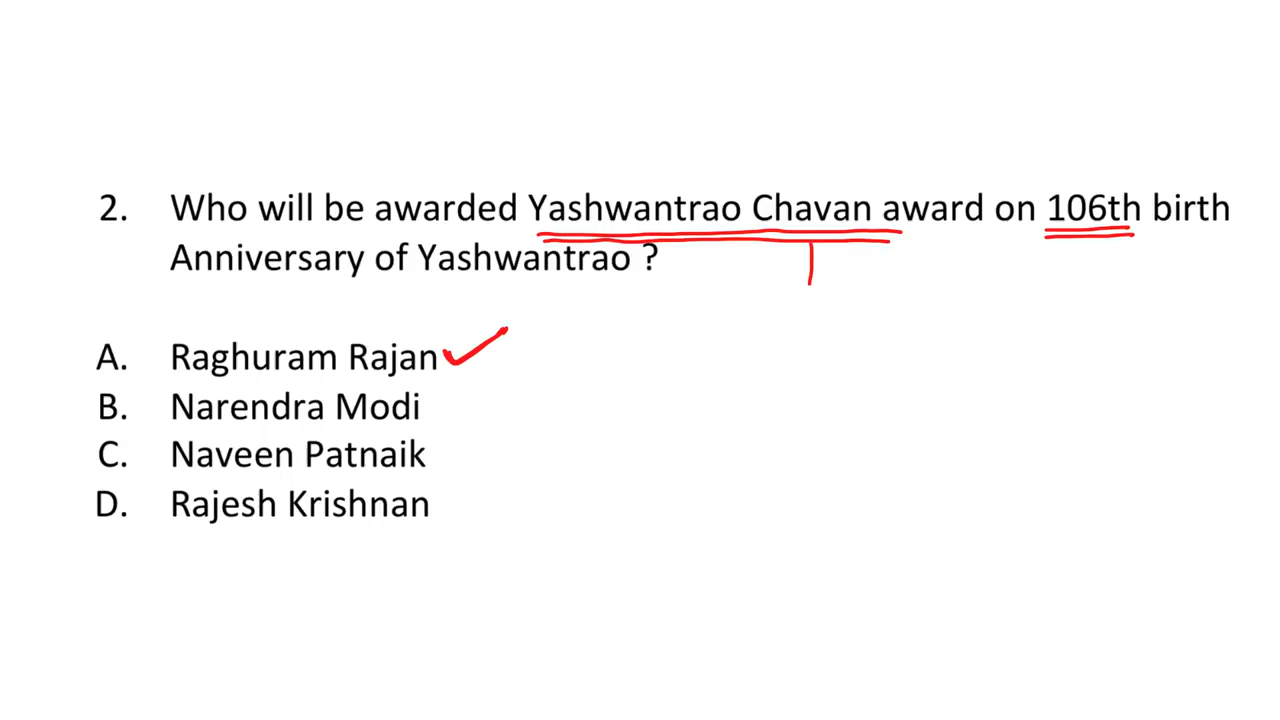 2. Who will be awarded Yashwantrao Chavan award on 106th birth
Anniversary of Yashwantrao ?
A. Raghuram Rajan
B. Narendra Modi
C. Naveen Patnaik
D. Rajesh Krishnan